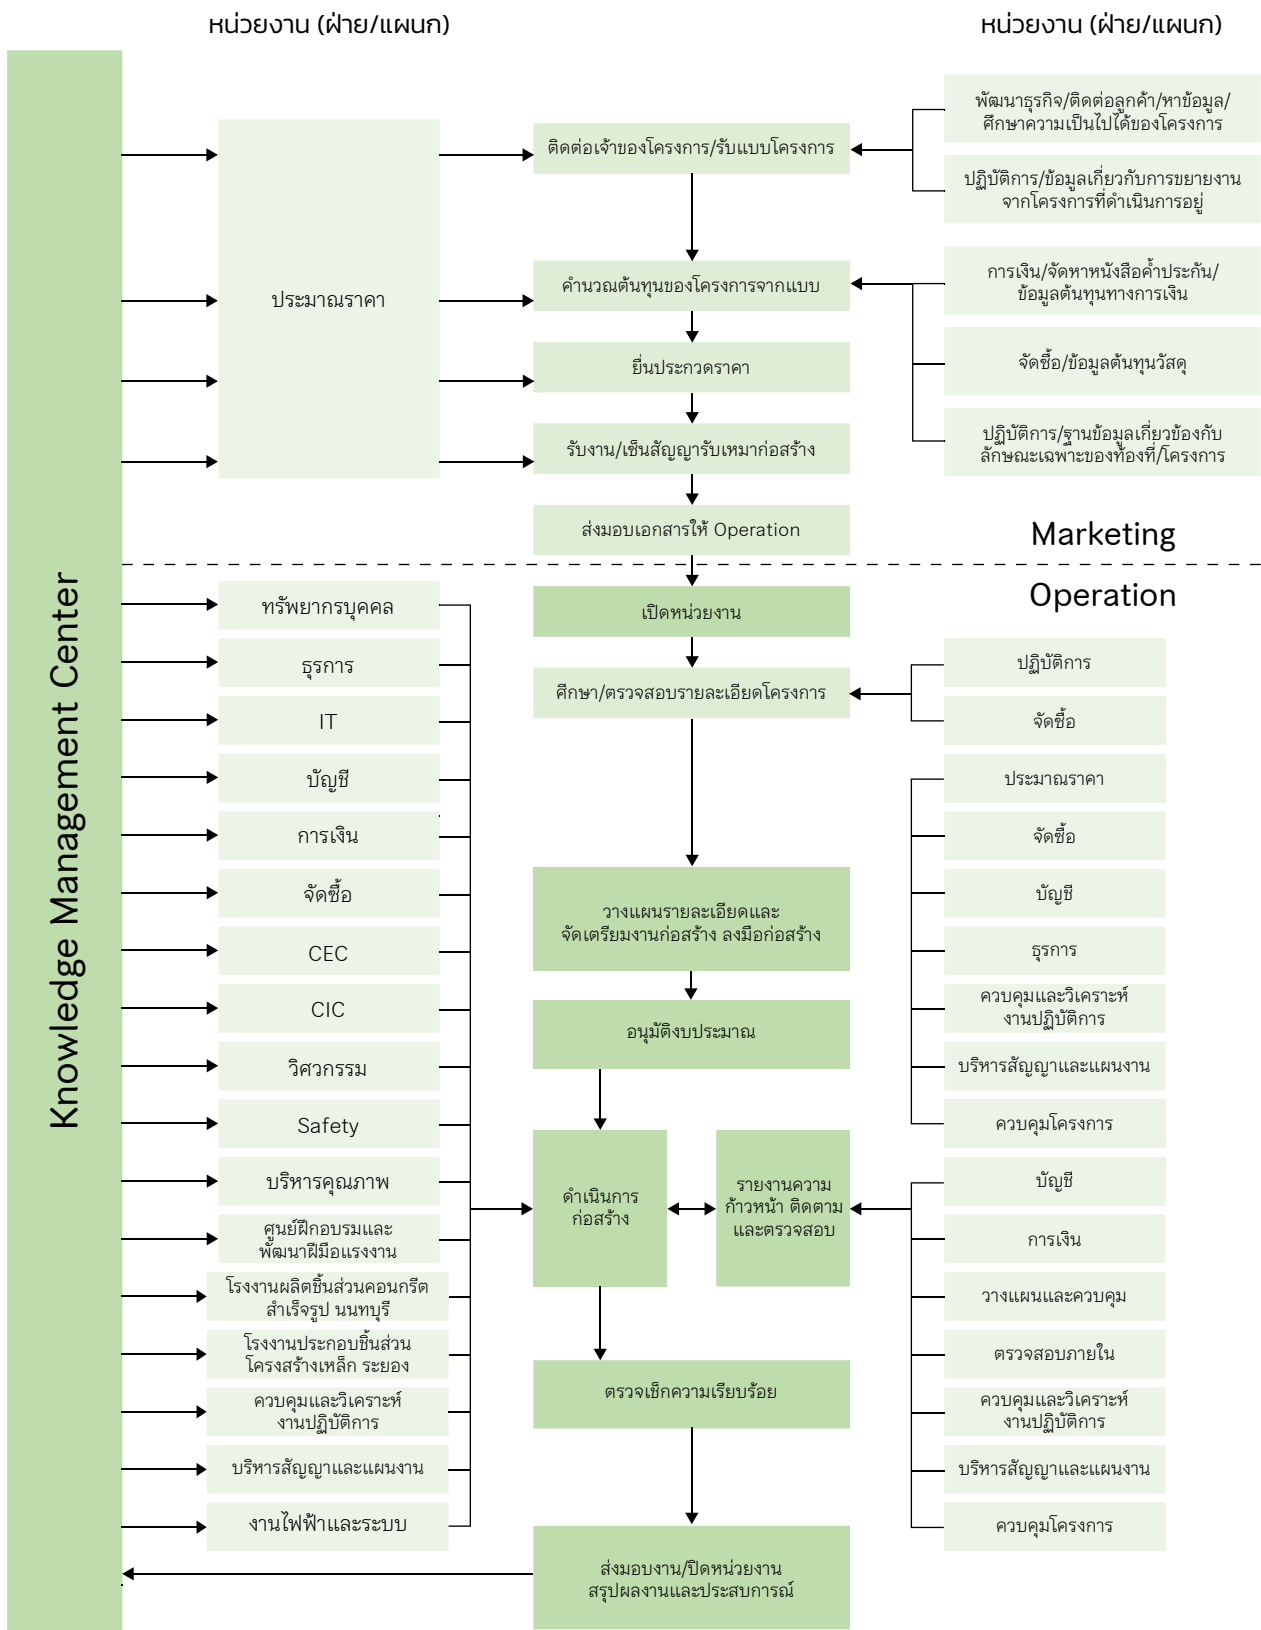 หน่วยงาน (ฝ่าย/แผนก)
หน่วยงาน (ฝ่าย/แผนก)
Knowledge Management Center
ประมาณราคา
ติดต่อเจ้าของโครงการ/รับแบบโครงการ
คำนวณต้นทุนของโครงการจากแบบ
ยื่นประกวดราคา
รับงาน/เซ็นสัญญารับเหมาก่อสร้าง
ส่งมอบเอกสารให้ Operation
พัฒนาธุรกิจ/ติดต่อลูกค้า/หาข้อมูล/
ศึกษาความเป็นไปได้ของโครงการ
ปฏิบัติการ/ข้อมูลเกี่ยวกับการขยายงาน
จากโครงการที่ดำเนินการอยู่
การเงิน/จัดหาหนังสือค้ำประกัน/
ข้อมูลต้นทุนทางการเงิน
จัดซื้อ/ข้อมูลต้นทุนวัสดุ
ปฏิบัติการ/ฐานข้อมูลเกี่ยวข้องกับ
ลักษณะเฉพาะของท้องที่/โครงการ
Marketing
Operation
ทรัพยากรบุคคล
ธุรการ
IT
บัญชี
การเงิน
จัดซื้อ
CEC
CIC
วิศวกรรม
Safety
บริหารคุณภาพ
ศูนย์ฝึกอบรมและ
พัฒนาฝีมือแรงงาน
โรงงานผลิตชิ้นส่วนคอนกรีต
สำเร็จรูป นนทบุรี
โรงงานประกอบชิ้นส่วน
โครงสร้างเหล็ก ระยอง
ควบคุมและวิเคราะห์
งานปฏิบัติการ
บริหารสัญญาและแผนงาน
งานไฟฟ้าและระบบ
เปิดหน่วยงาน
ศึกษา/ตรวจสอบรายละเอียดโครงการ
วางแผนรายละเอียดและ
จัดเตรียมงานก่อสร้าง ลงมือก่อสร้าง
อนุมัติงบประมาณ
ดำเนินการ
ก่อสร้าง
รายงานความ
ก้าวหน้า ติดตาม
และตรวจสอบ
ตรวจเช็กความเรียบร้อย
ส่งมอบงาน/ปิดหน่วยงาน
สรุปผลงานและประสบการณ์
ปฏิบัติการ
จัดซื้อ
ประมาณราคา
จัดซื้อ
บัญชี
ธุรการ
ควบคุมและวิเคราะห์
งานปฏิบัติการ
บริหารสัญญาและแผนงาน
ควบคุมโครงการ
บัญชี
การเงิน
วางแผนและควบคุม
ตรวจสอบภายใน
ควบคุมและวิเคราะห์
งานปฏิบัติการ
บริหารสัญญาและแผนงาน
ควบคุมโครงการ